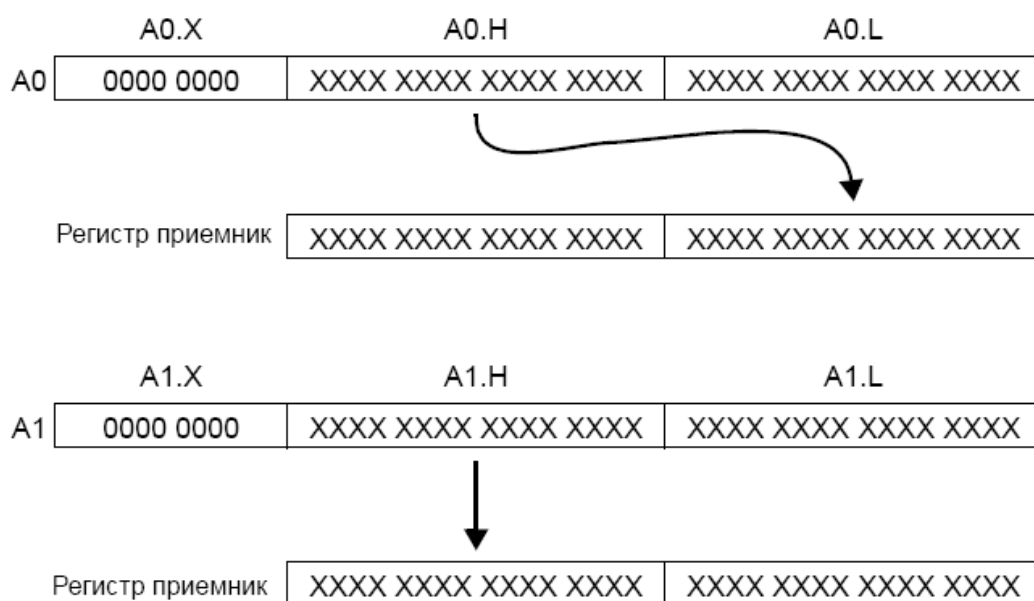 A0.X A0.H A0.L
A0 0000 0000 XXXX XXXX XXXX XXXX XXXX XXXX XXXX XXXX
Регистр приемник XXXX XXXX XXXX XXXX XXXX XXXX XXXX XXXX
A1.X A1.H A1.L
A1 0000 0000 XXXX XXXX XXXX XXXX XXXX XXXX XXXX XXXX
Регистр приемник XXXX XXXX XXXX XXXX XXXX XXXX XXXX XXXX